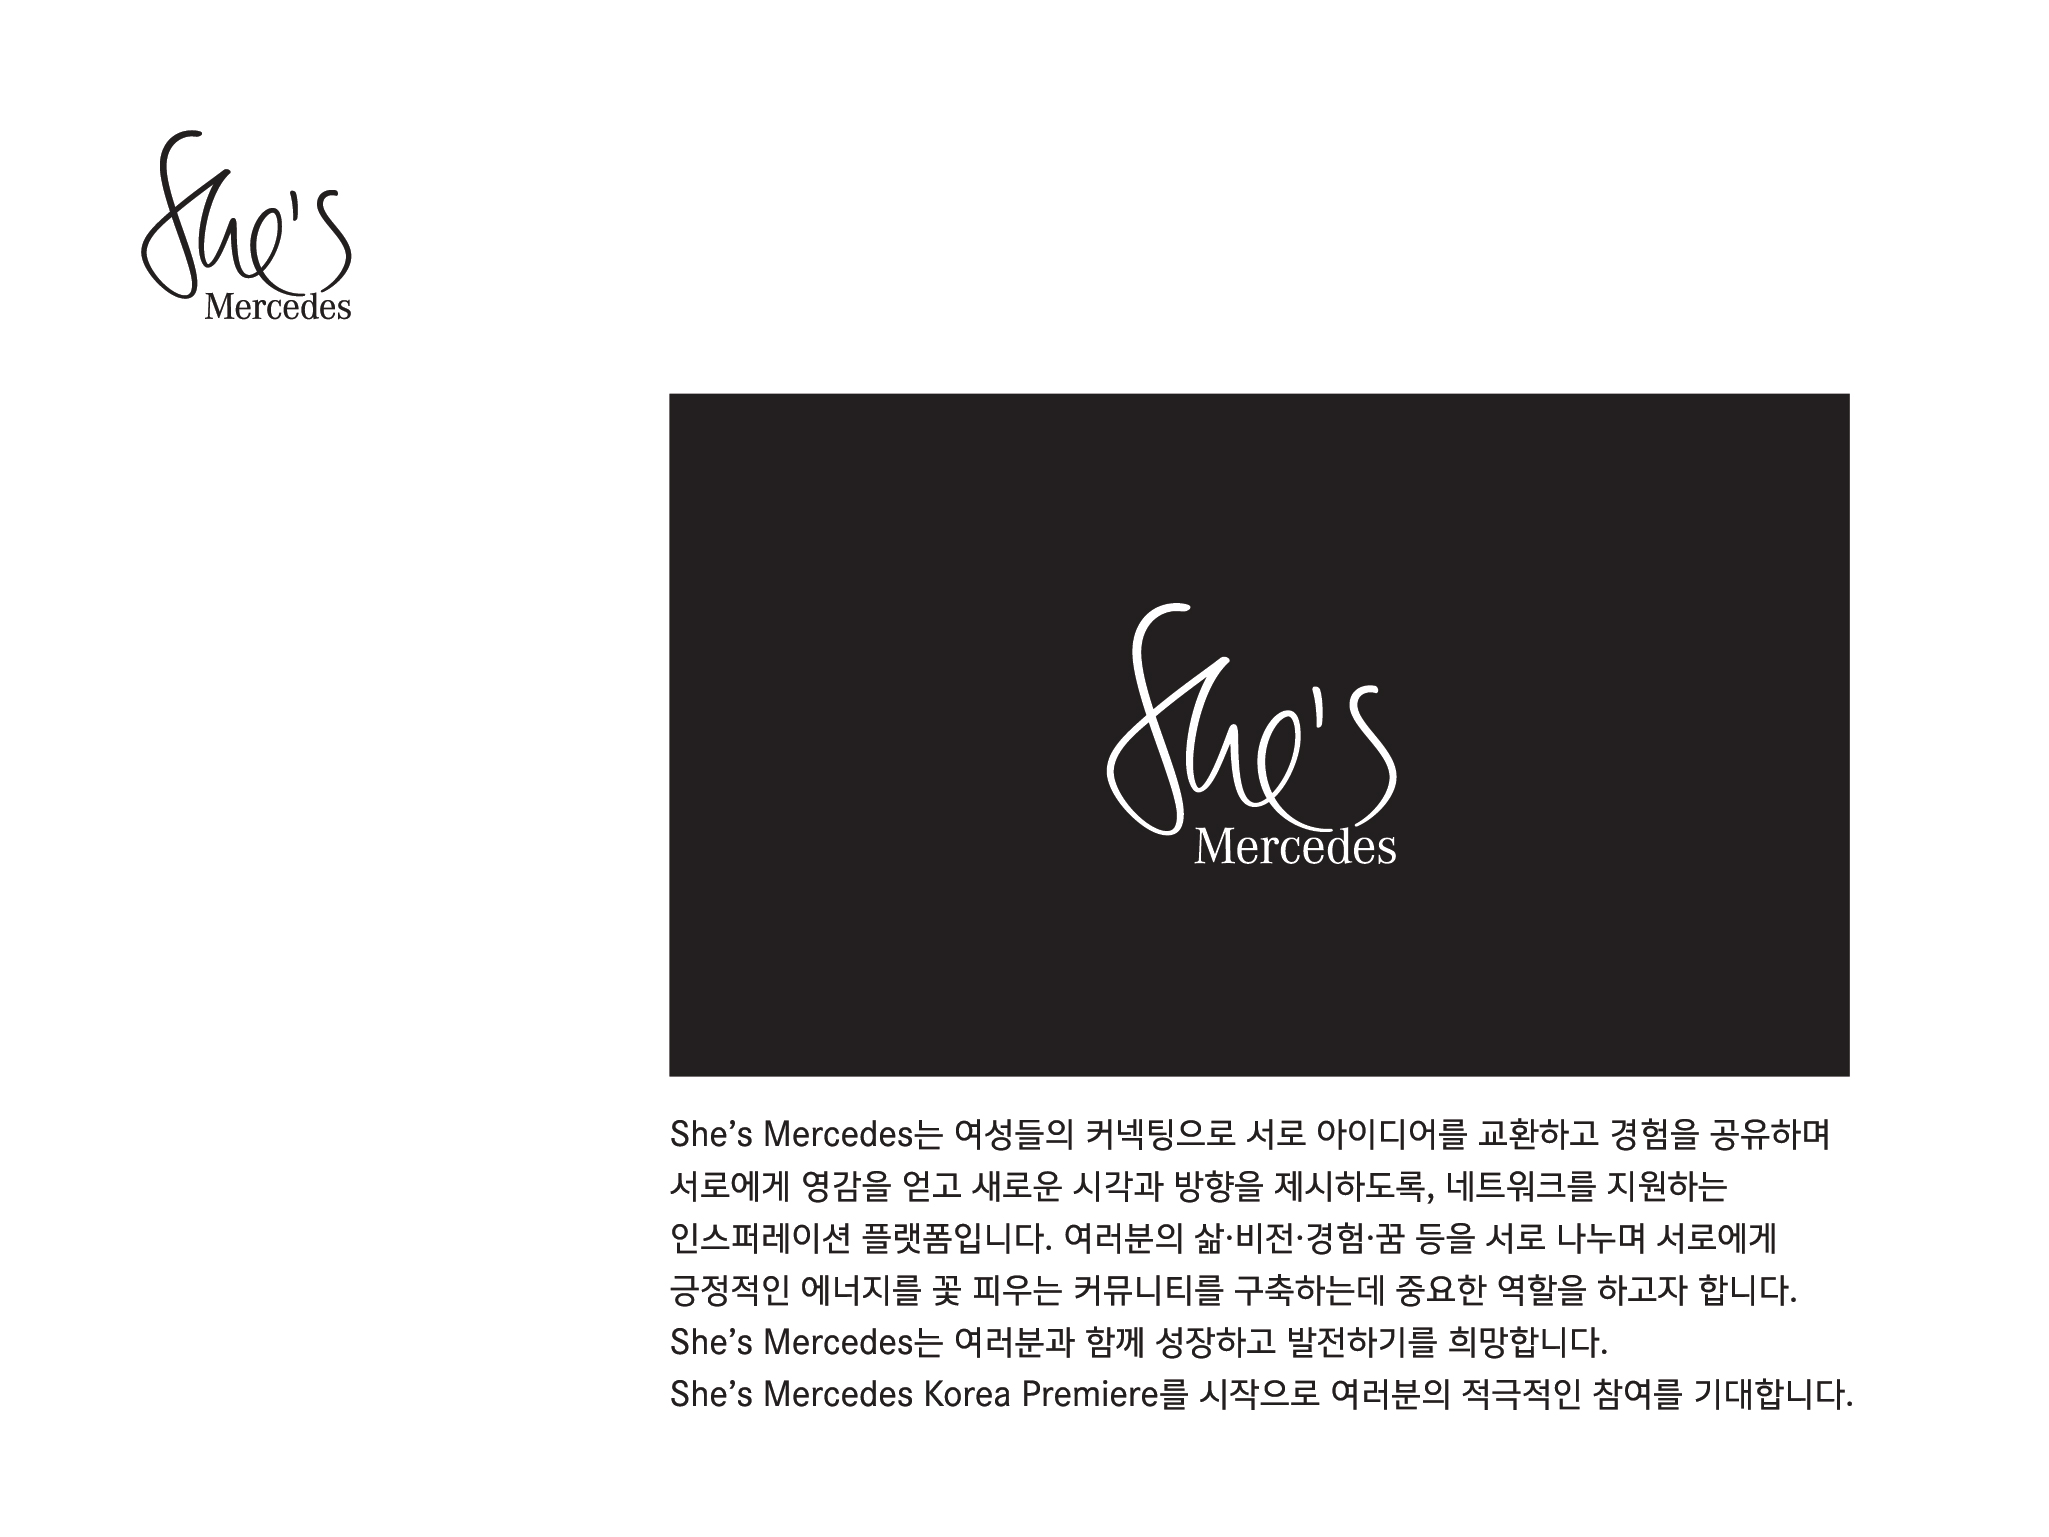 She's
Mercedes
She's
Mercedes
She’s Mercedes는 여성들의 커넥팅으로 서로 아이디어를 교환하고 경험을 공유하며
서로에게 영감을 얻고 새로운 시각과 방향을 제시하도록, 네트워크를 지원하는
인스퍼레이션 플랫폼입니다. 여러분의 삶·비전·경험·꿈 등을 서로 나누며 서로에게
긍정적인 에너지를 꽃 피우는 커뮤니티를 구축하는데 중요한 역할을 하고자 합니다.
She’s Mercedes는 여러분과 함께 성장하고 발전하기를 희망합니다.
She’s Mercedes Korea Premiere를 시작으로 여러분의 적극적인 참여를 기대합니다.